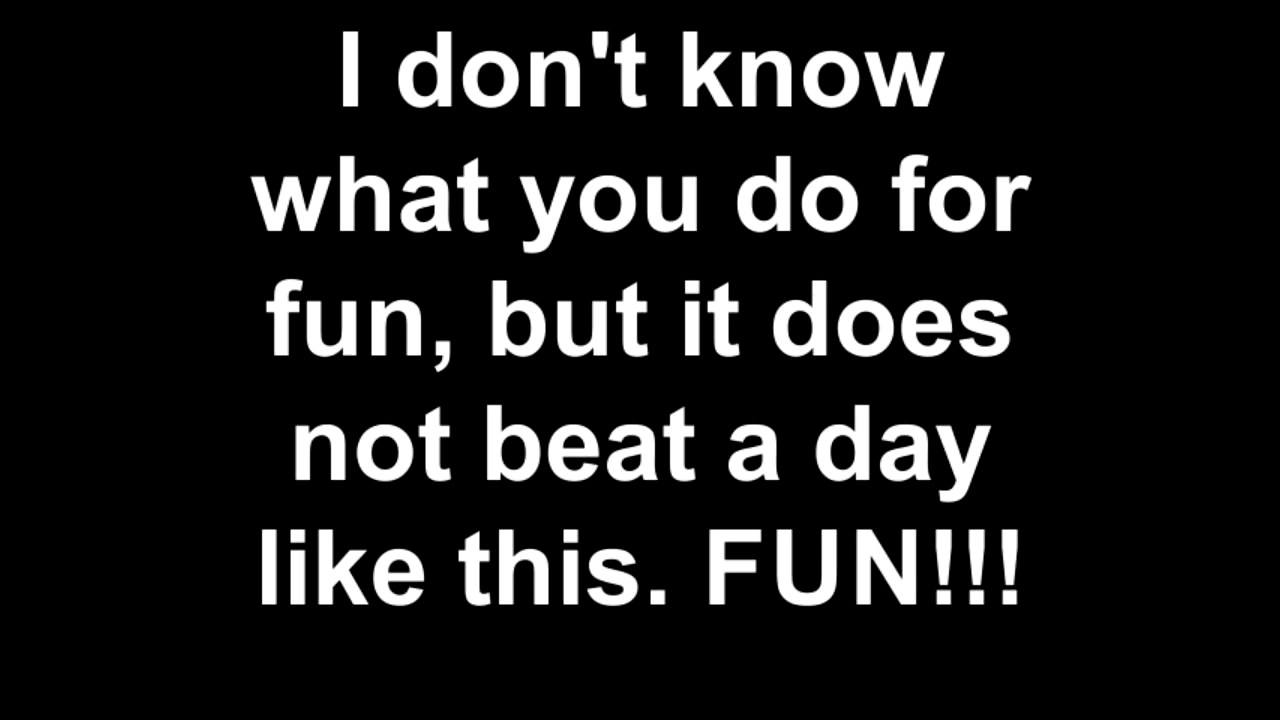 I don't know
what you do for
fun, but it does
not beat a day
like this. FUN!!!